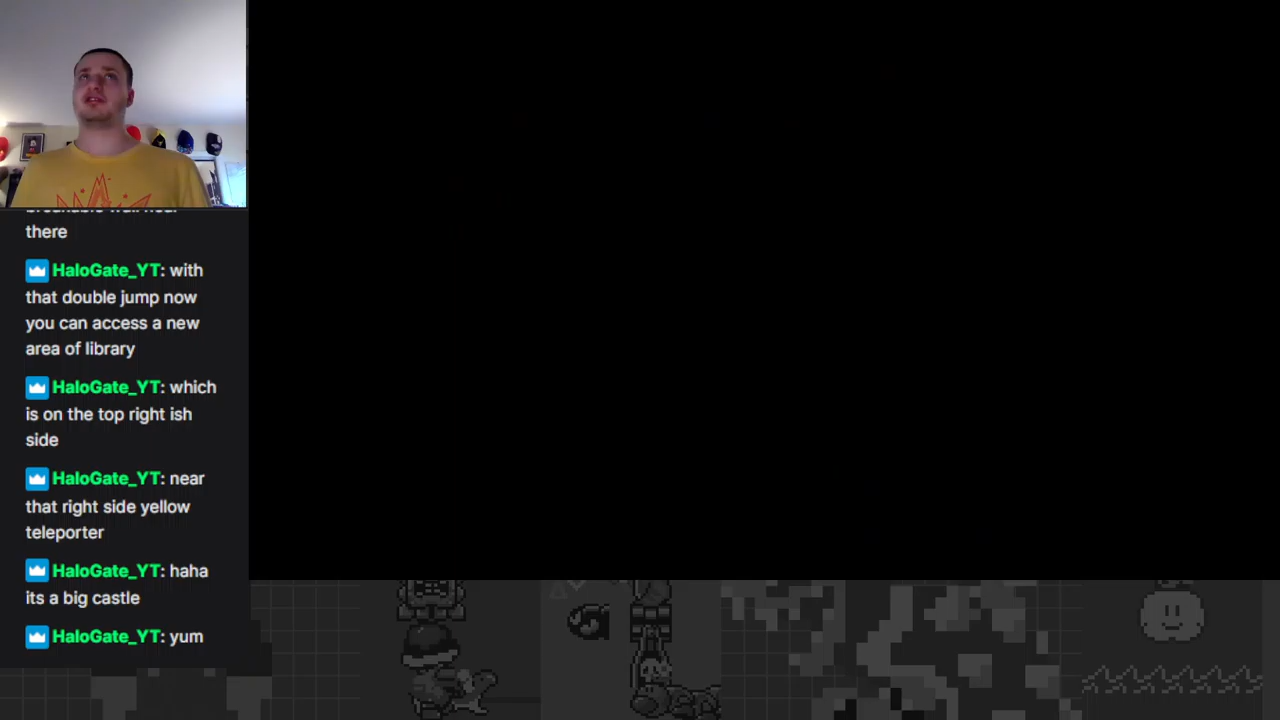 there
HaloGate_YT: with
that double jump now
you can access a new
area of library
HaloGate_YT: which
is on the top right ish
side
HaloGate_YT: near
that right side yellow
teleporter
HaloGate_YT: haha
its a big castle
HaloGate_YT: yum